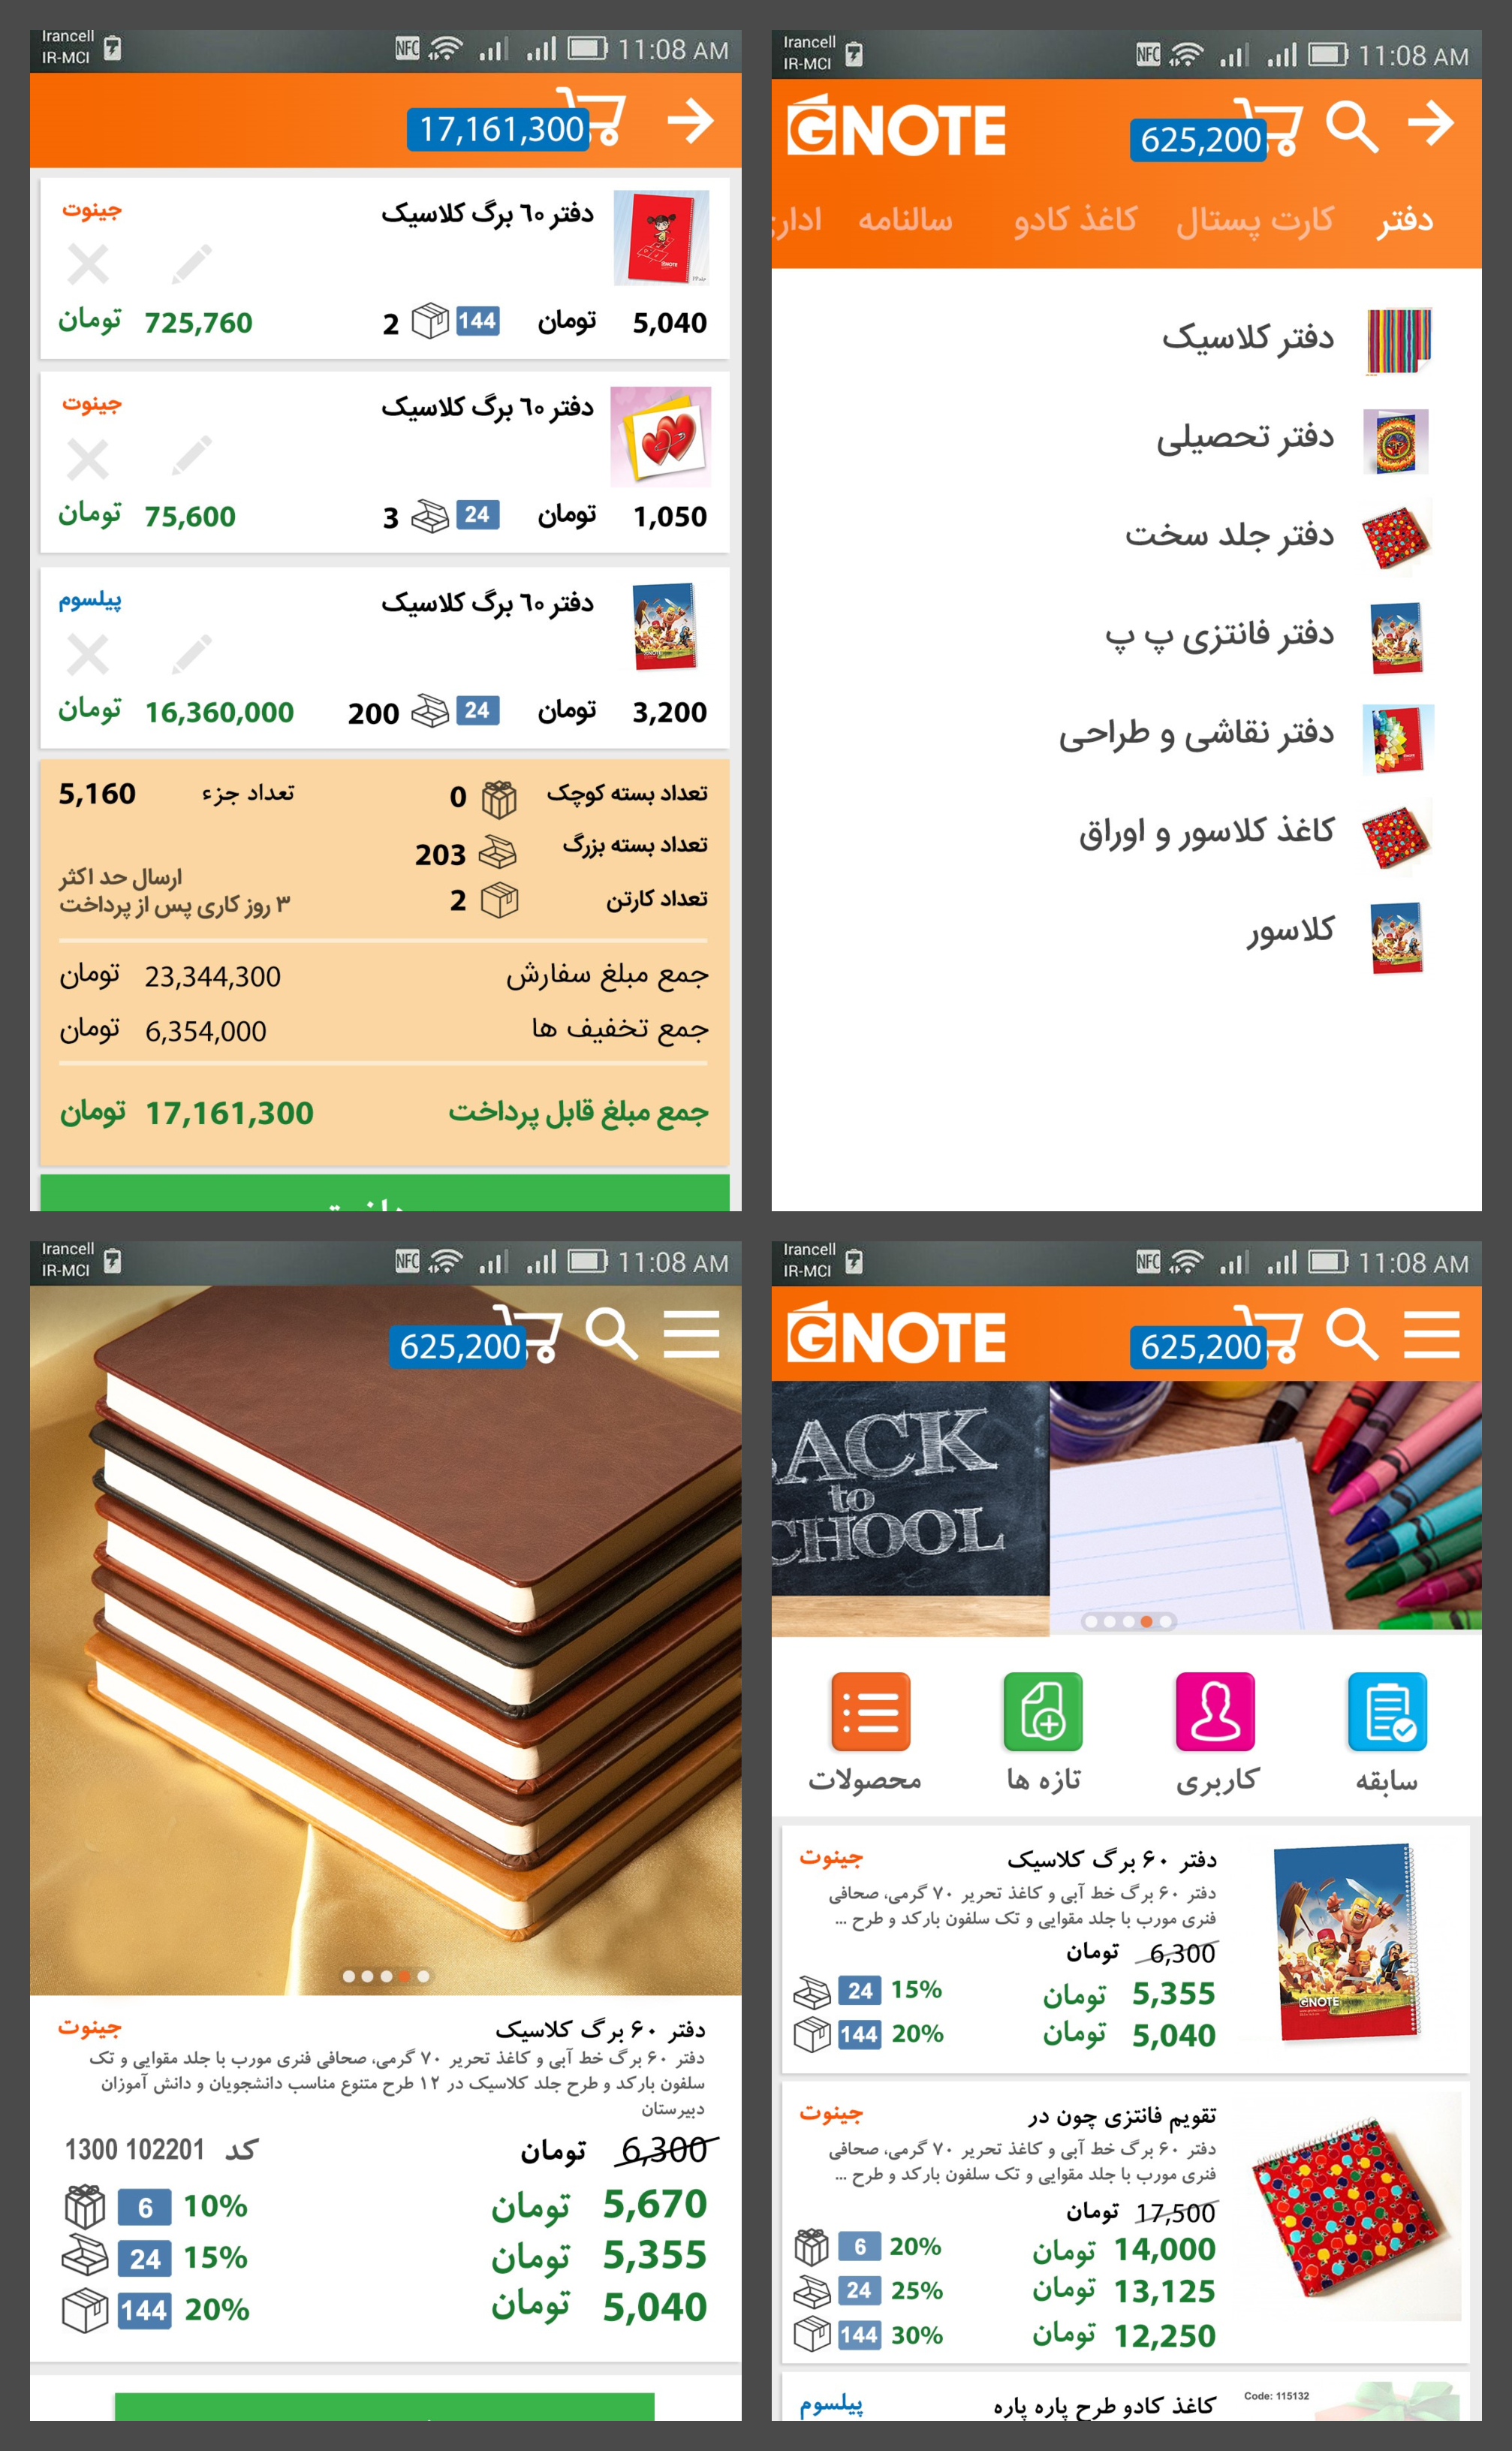 Irancell
IR-MCI
NFC
11:08 AM
17,161,300
دفتر ٦٠ برگ کلاسیک
جینوت
5,040 تومان 144 2
725,760 تومان
دفتر ٦٠ برگ کلاسیک
جینوت
1,050 تومان 24 3
75,600 تومان
دفتر ٦٠ برگ کلاسیک
پیلسوم
3,200 تومان 24 200
16,360,000 تومان
تعداد بسته کوچک 0
تعداد جزء 5,160
تعداد بسته بزرگ 203
تعداد کارتن 2
ارسال حد اکثر
۳ روز کاری پس از پرداخت
جمع مبلغ سفارش 23,344,300 تومان
جمع تخفیف ها 6,354,000 تومان
جمع مبلغ قابل پرداخت 17,161,300 تومان
Irancell
IR-MCI
NFC
11:08 AM
GNOTE
625,200
دفتر کارت پستال کاغذ کادو سالنامه اداری
دفتر کلاسیک
دفتر تحصیلی
دفتر جلد سخت
دفتر فانتزی پ پ
دفتر نقاشی و طراحی
کاغذ کلاسور و اوراق
کلاسور
Irancell
IR-MCI
NFC
11:08 AM
625,200
دفتر ۶۰ برگ کلاسیک
جینوت
دفتر ۶۰ برگ خط آبی و کاغذ تحریر ۷۰ گرمی، صحافی فنری مورب با جلد مقوایی و تک
سلفون بارکد و طرح جلد کلاسیک در ۱۲ طرح متنوع مناسب دانشجویان و دانش آموزان
دبیرستان
6,300 تومان
کد 1300 102201
5,670 تومان
6 10%
5,355 تومان
24 15%
5,040 تومان
144 20%
Irancell
IR-MCI
NFC
11:08 AM
GNOTE
625,200
ACK
to
CHOOL
سابقه کاربری تازه ها محصولات
دفتر ۶۰ برگ کلاسیک
جینوت
دفتر ۶۰ برگ خط آبی و کاغذ تحریر ۷۰ گرمی، صحافی
فنری مورب با جلد مقوایی و تک سلفون بارکد و طرح ...
6,300 تومان
5,355 تومان
24 15%
5,040 تومان
144 20%
GNOTE
تقویم فانتزی چون در
جینوت
دفتر ۶۰ برگ خط آبی و کاغذ تحریر ۷۰ گرمی، صحافی
فنری مورب با جلد مقوایی و تک سلفون بارکد و طرح ...
17,500 تومان
14,000 تومان
6 20%
13,125 تومان
24 25%
12,250 تومان
144 30%
Code: 115132
کاغذ کادو طرح پاره پاره
پیلسوم